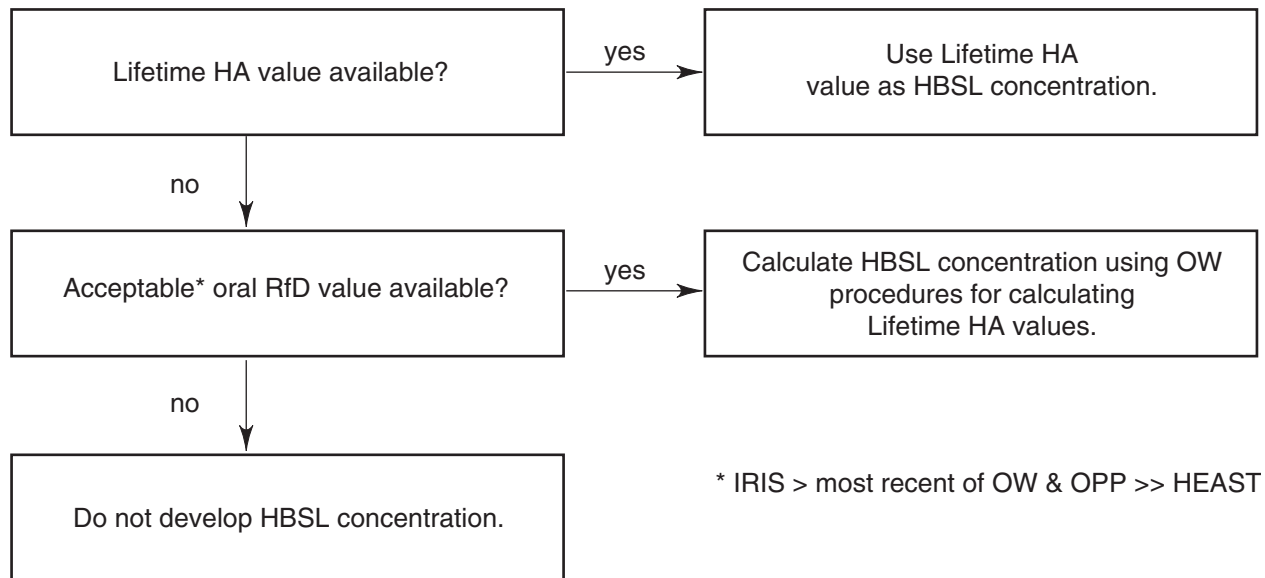 Lifetime HA value available?
yes
Use Lifetime HA
value as HBSL concentration.
no
Acceptable* oral RfD value available?
yes
Calculate HBSL concentration using OW
procedures for calculating
Lifetime HA values.
no
Do not develop HBSL concentration.
* IRIS > most recent of OW & OPP >> HEAST